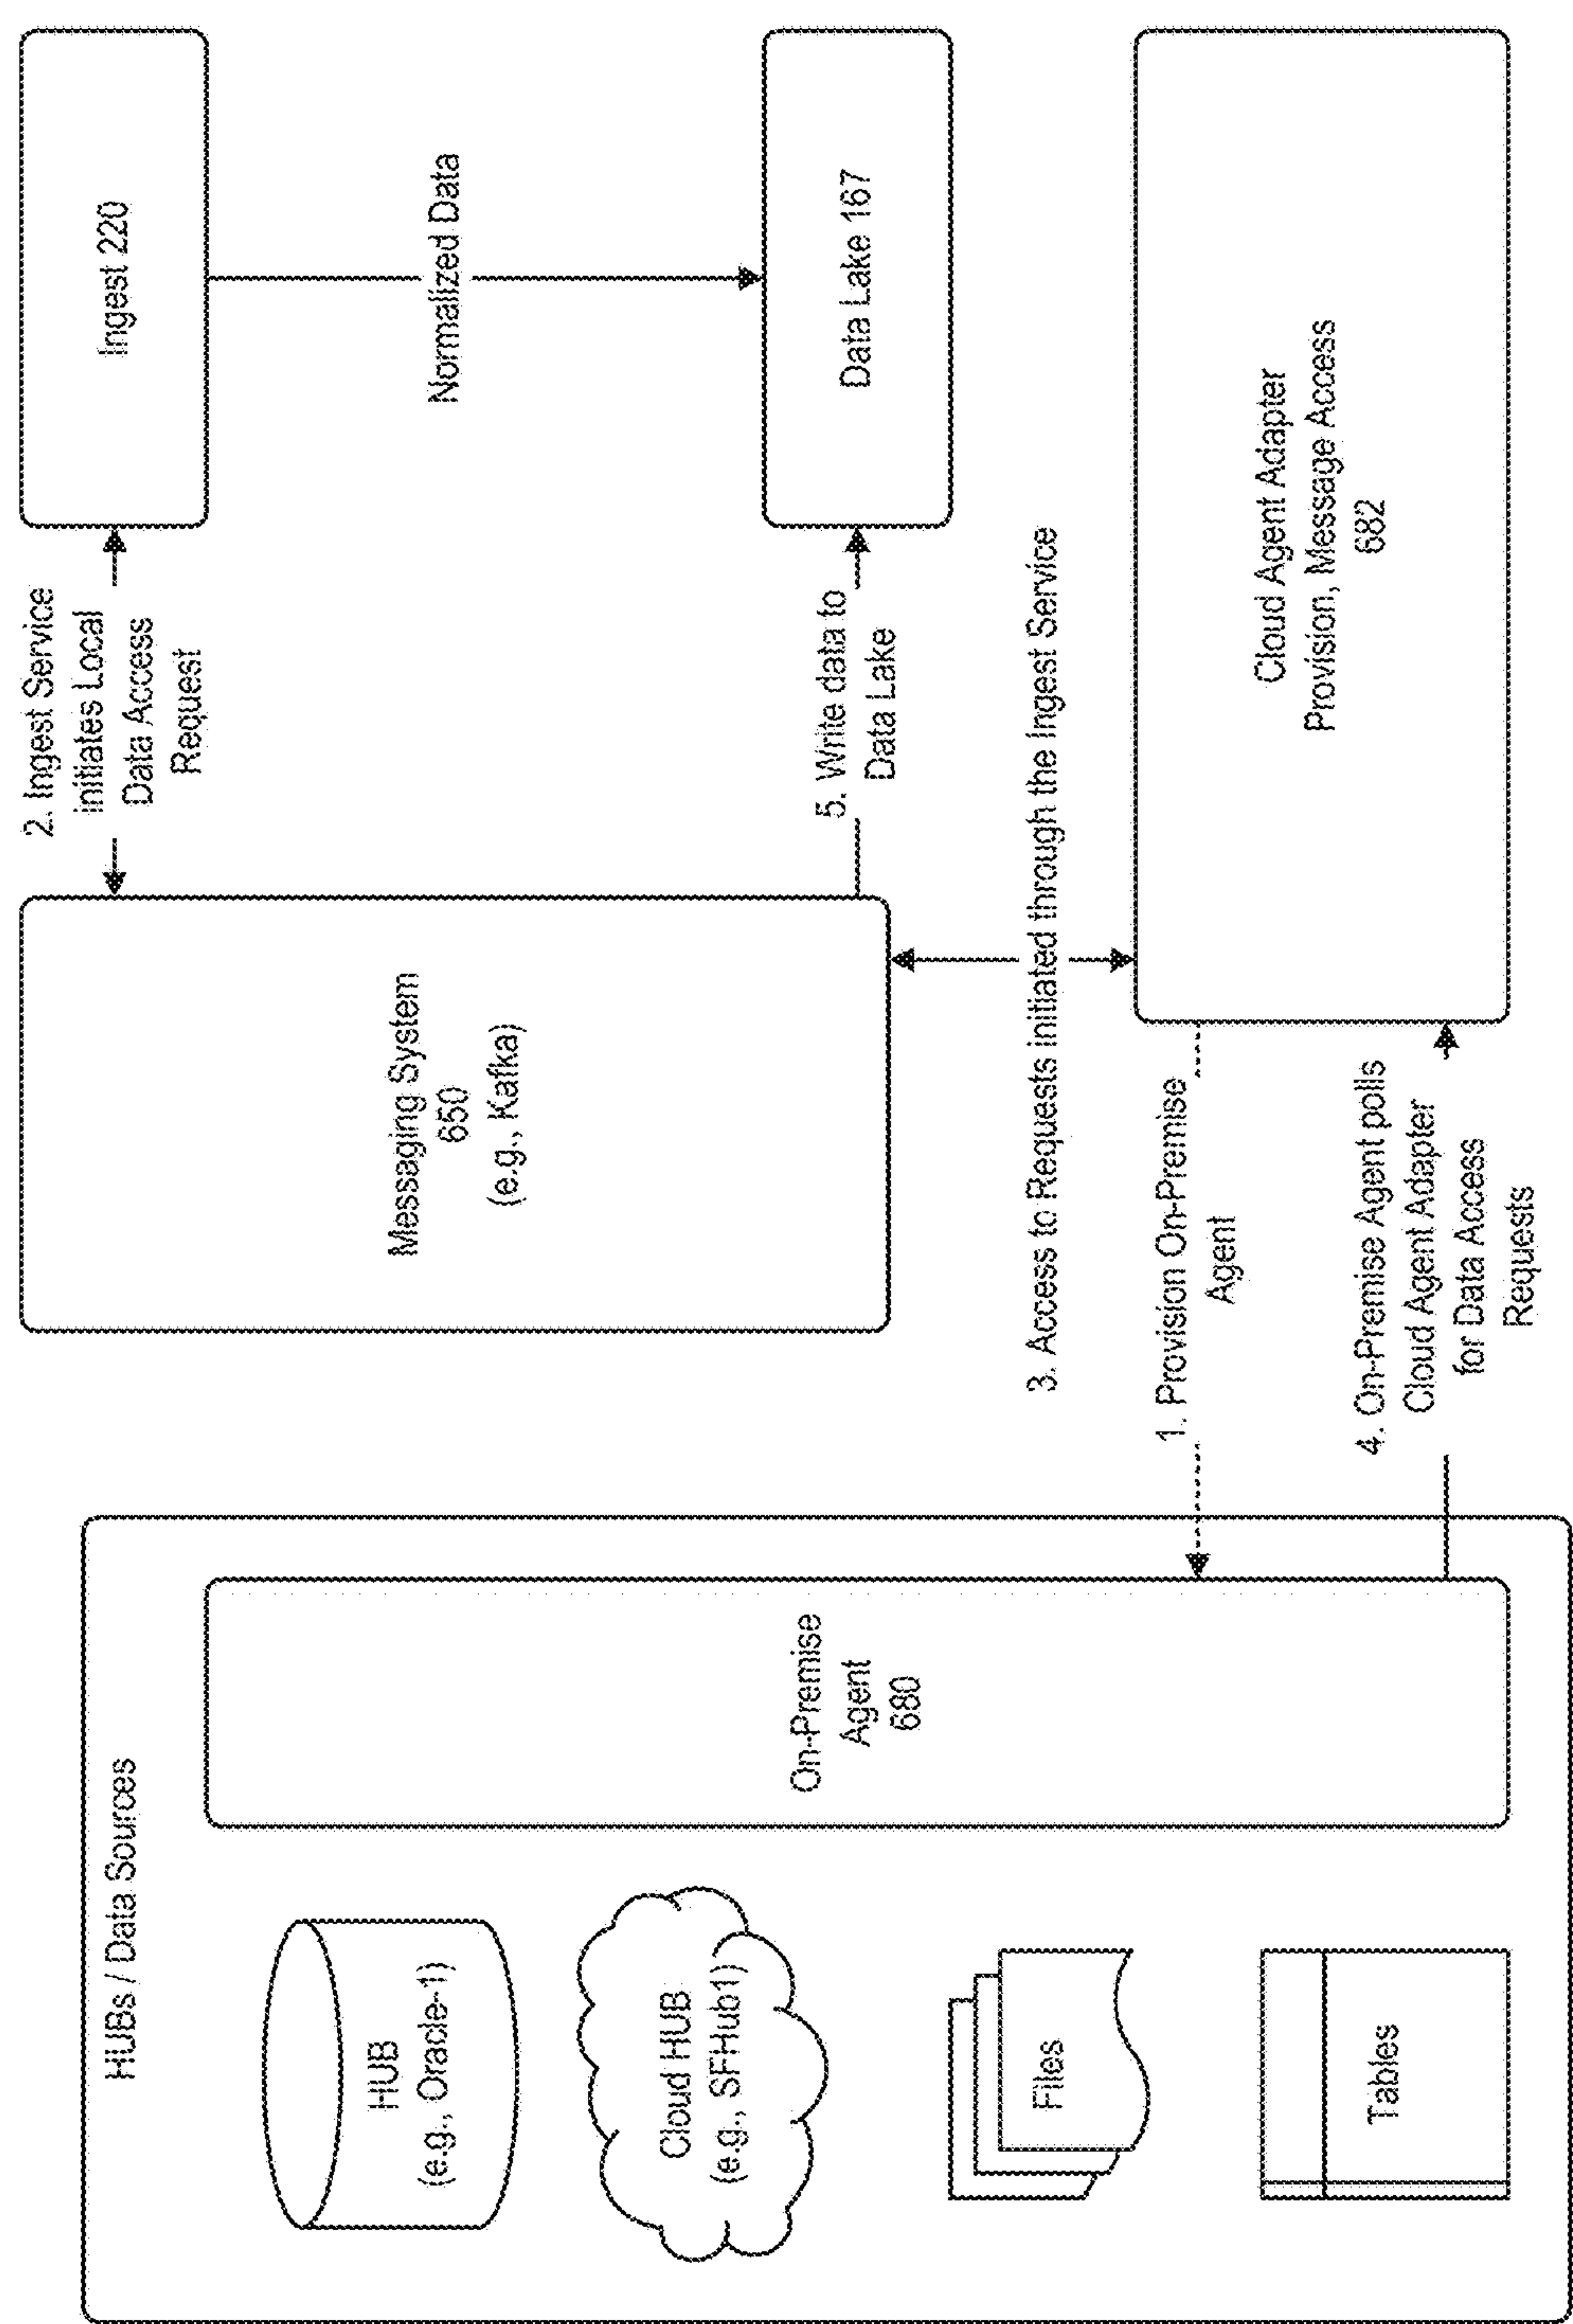 HUBs / Data Sources
HUB
(e.g., Oracle-1)
Cloud HUB
(e.g., SFHub1)
Files
Tables
On-Premise
Agent
680
Messaging System
650
(e.g., Kafka)
2. Ingest Service
initiates Local
Data Access
Request
Ingest 220
Normalized Data
5. Write data to
Data Lake
Data Lake 167
3. Access to Requests initiated through the Ingest Service
1. Provision On-Premise
Agent
4. On-Premise Agent polls
Cloud Agent Adapter
for Data Access
Requests
Cloud Agent Adapter
Provision, Message Access
682